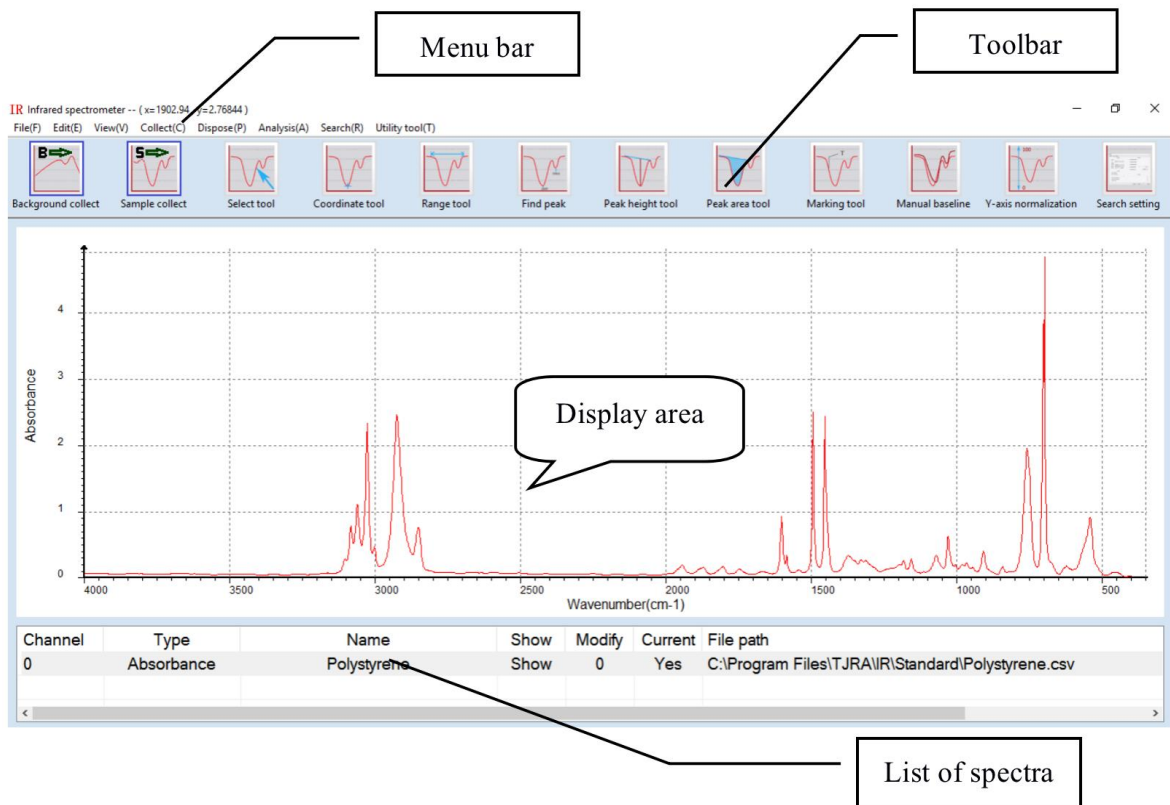 Menu bar
Toolbar
IR Infrared spectrometer -- ( x=1902.94 y=2.76844 )
File(F) Edit(E) View(V) Collect(C) Dispose(P) Analysis(A) Search(R) Utility tool(T)
B S T 100 0
Background collect Sample collect Select tool Coordinate tool Range tool Find peak Peak height tool Peak area tool Marking tool Manual baseline Y-axis normalization Search setting
4
3
2
1
0
Absorbance
Display area
4000 3500 3000 2500 2000 1500 1000 500
Wavenumber(cm-1)
Channel Type Name Show Modify Current File path
0 Absorbance Polystyrene Show 0 Yes C:\Program Files\TJRA\IR\Standard\Polystyrene.csv
List of spectra